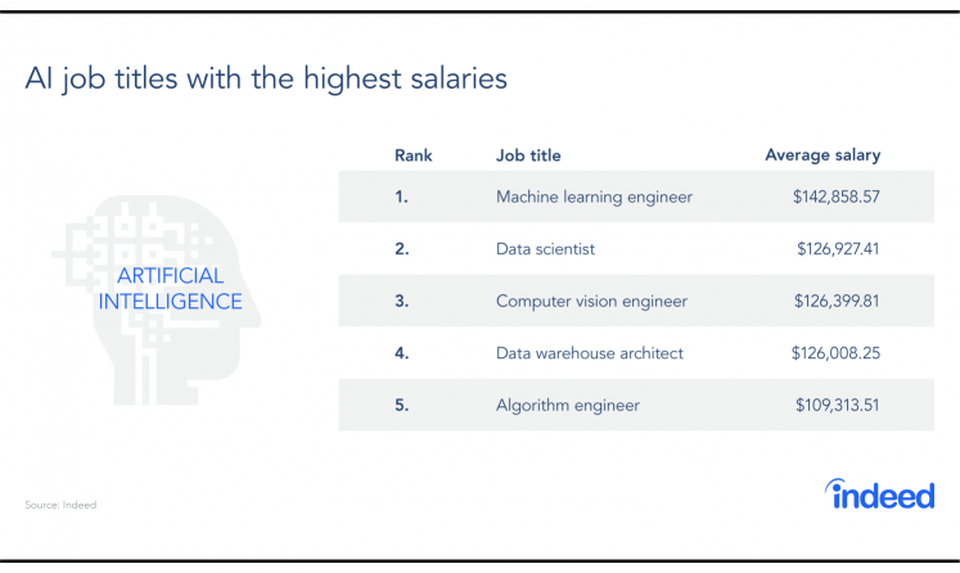 AI job titles with the highest salaries
Rank Job title Average salary
1. Machine learning engineer $142,858.57
2. Data scientist $126,927.41
3. Computer vision engineer $126,399.81
4. Data warehouse architect $126,008.25
5. Algorithm engineer $109,313.51
ARTIFICIAL
INTELLIGENCE
Source: Indeed
indeed